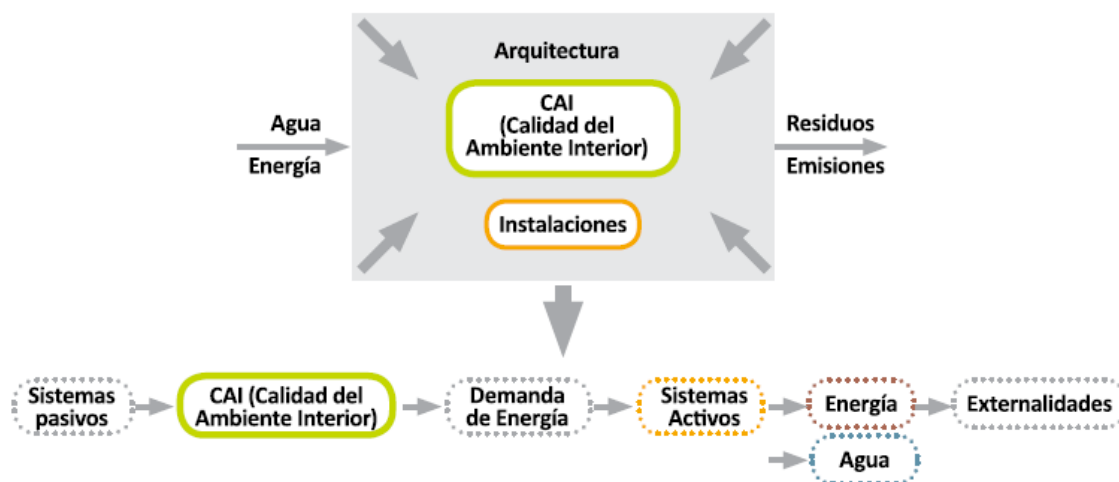 Arquitectura
CAI
(Calidad del
Ambiente Interior)
Agua
Energía
Residuos
Emisiones
Instalaciones
Sistemas
pasivos
CAI (Calidad del
Ambiente Interior)
Demanda
de Energía
Sistemas
Activos
Energía
Externalidades
Agua